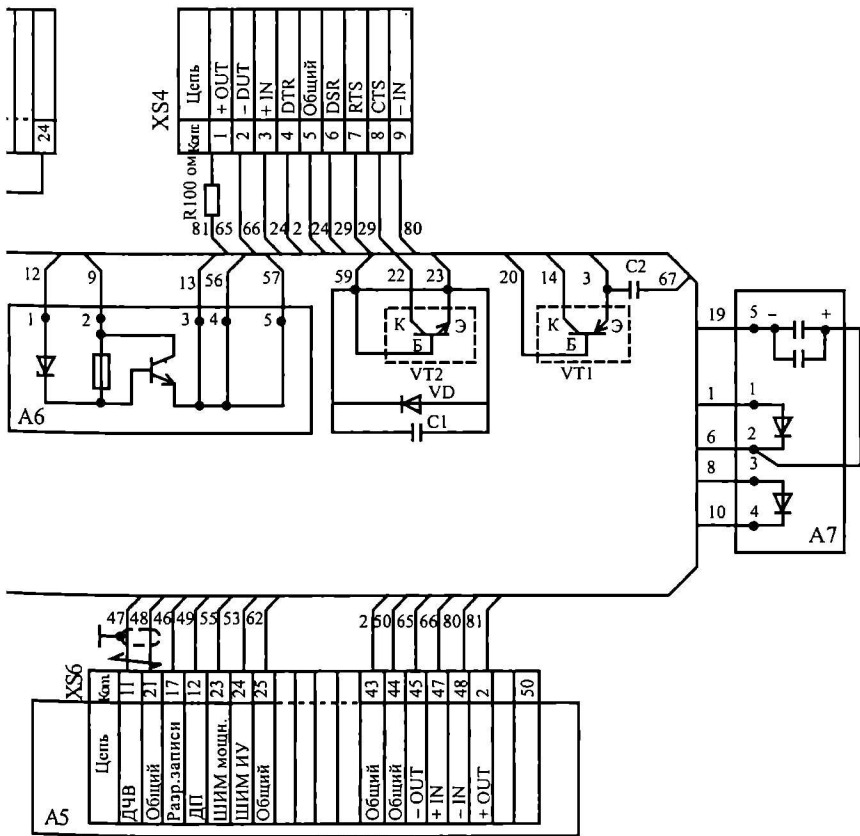 24
XS4
Конт. Цепь
1 + OUT
2 – DUT
3 + IN
4 DTR
5 Общий
6 DSR
7 RTS
8 CTS
9 – IN
R100 ом
81 65 66 24 2 24 29 29 80
12 9 13 56 57 59 22 23 20 14 3 C2 67
1 2 3 4 5
A6
К Э
Б
VT2
VD
C1
К Э
Б
VT1
19 5 – +
1 1
6 2
8 3
10 4
A7
47 48 46 49 55 53 62 2 50 65 66 80 81
XS6
Конт. Цепь
11 ДЧВ
21 Общий
17 Разр.записи
12 ДП
23 ШИМ мощн.
24 ШИМ ИУ
25 Общий
43 Общий
44 Общий
45 – OUT
47 + IN
48 – IN
2 + OUT
50
A5